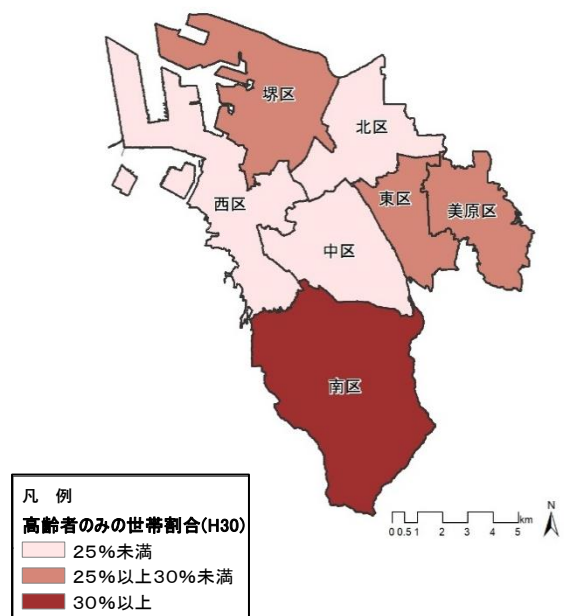 堺区
北区
東区
美原区
西区
中区
南区
凡 例
高齢者のみの世帯割合(H30)
25%未満
25%以上30%未満
30%以上
N
km
0 0.5 1 2 3 4 5